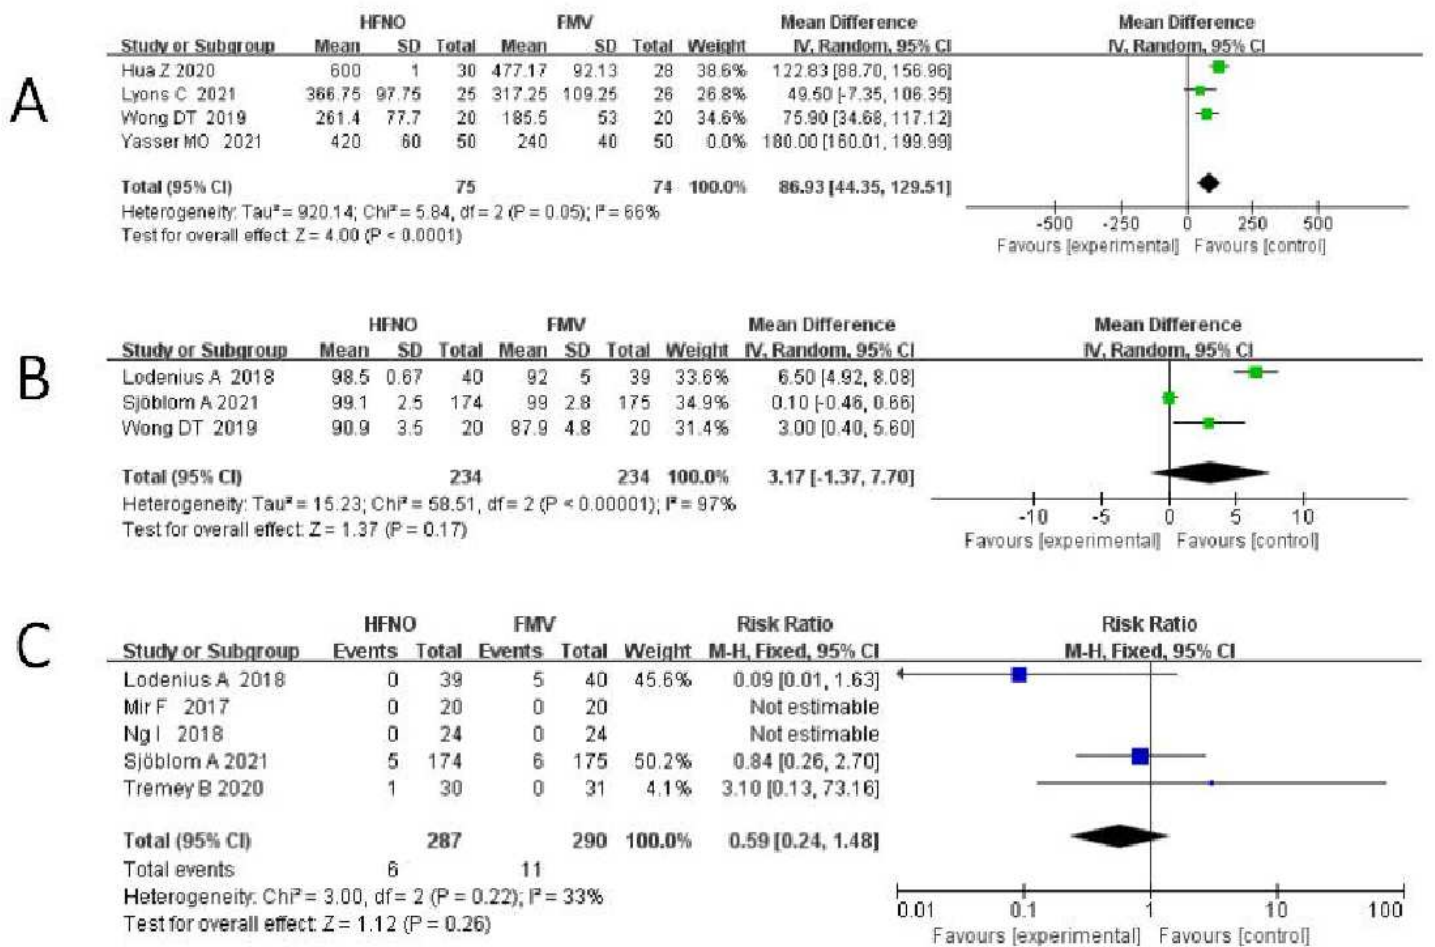 A
HFNO FMV Mean Difference Mean Difference
Study or Subgroup Mean SD Total Mean SD Total Weight IV, Random, 95% CI IV, Random, 95% CI
Hua Z 2020 600 1 30 477.17 92.13 28 38.6% 122.83 [88.70, 156.96]
Lyons C 2021 366.75 97.75 25 317.25 109.25 26 26.8% 49.50 [-7.35, 106.35]
Wong DT 2019 261.4 77.7 20 185.5 53 20 34.6% 75.90 [34.68, 117.12]
Yasser MO 2021 420 60 50 240 40 50 0.0% 180.00 [160.01, 199.99]
Total (95% CI) 75 74 100.0% 86.93 [44.35, 129.51]
Heterogeneity: Tau² = 920.14; Chi² = 5.84, df = 2 (P = 0.05); I² = 66%
Test for overall effect: Z = 4.00 (P < 0.0001)
-500 -250 0 250 500
Favours [experimental] Favours [control]
B
HFNO FMV Mean Difference Mean Difference
Study or Subgroup Mean SD Total Mean SD Total Weight IV, Random, 95% CI IV, Random, 95% CI
Lodenius A 2018 98.5 0.67 40 92 5 39 33.6% 6.50 [4.92, 8.08]
Sjöblom A 2021 99.1 2.5 174 99 2.8 175 34.9% 0.10 [-0.46, 0.66]
Wong DT 2019 90.9 3.5 20 87.9 4.8 20 31.4% 3.00 [0.40, 5.60]
Total (95% CI) 234 234 100.0% 3.17 [-1.37, 7.70]
Heterogeneity: Tau² = 15.23; Chi² = 58.51, df = 2 (P < 0.00001); I² = 97%
Test for overall effect: Z = 1.37 (P = 0.17)
-10 -5 0 5 10
Favours [experimental] Favours [control]
C
HFNO FMV Risk Ratio Risk Ratio
Study or Subgroup Events Total Events Total Weight M-H, Fixed, 95% CI M-H, Fixed, 95% CI
Lodenius A 2018 0 39 5 40 45.6% 0.09 [0.01, 1.63]
Mir F 2017 0 20 0 20 Not estimable
Ng I 2018 0 24 0 24 Not estimable
Sjöblom A 2021 5 174 6 175 50.2% 0.84 [0.26, 2.70]
Tremey B 2020 1 30 0 31 4.1% 3.10 [0.13, 73.16]
Total (95% CI) 287 290 100.0% 0.59 [0.24, 1.48]
Total events 6 11
Heterogeneity: Chi² = 3.00, df = 2 (P = 0.22); I² = 33%
Test for overall effect: Z = 1.12 (P = 0.26)
0.01 0.1 1 10 100
Favours [experimental] Favours [control]